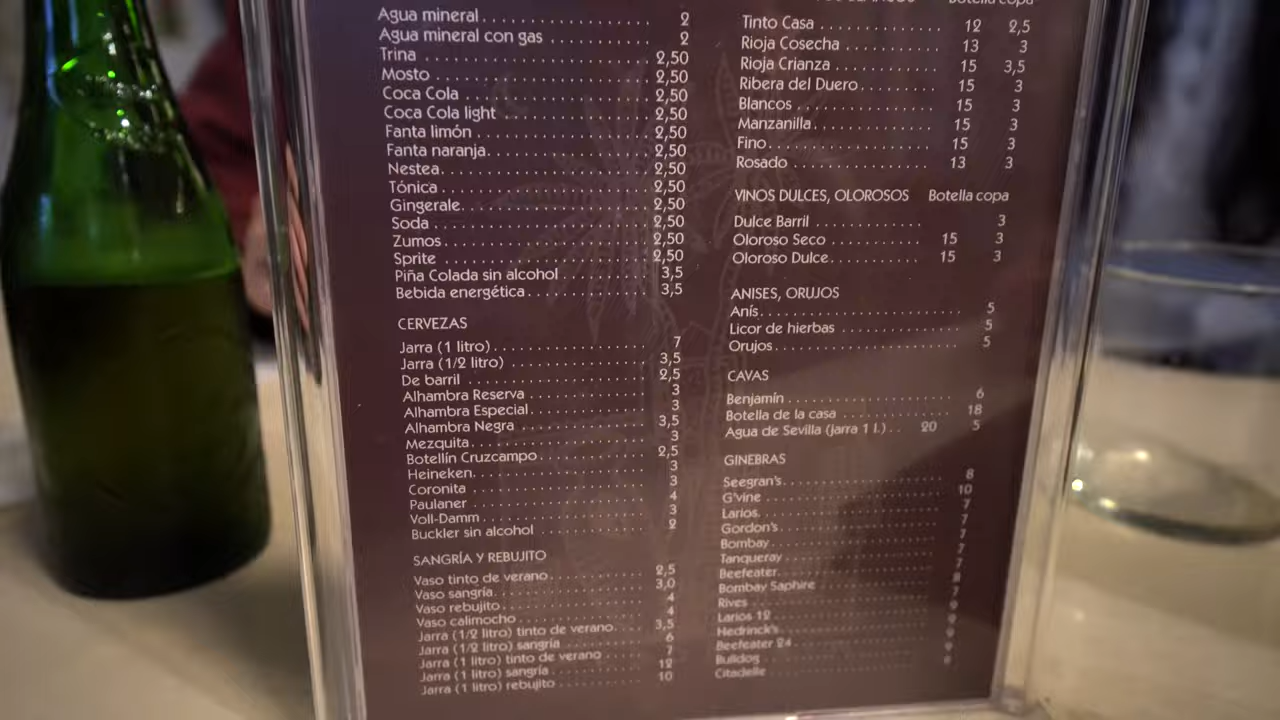 Agua mineral 2
Agua mineral con gas 2
Trina 2,50
Mosto 2,50
Coca Cola 2,50
Coca Cola light 2,50
Fanta limón 2,50
Fanta naranja 2,50
Nestea 2,50
Tónica 2,50
Gingerale 2,50
Soda 2,50
Zumos 2,50
Sprite 2,50
Piña Colada sin alcohol 3,5
Bebida energética 3,5
CERVEZAS
Jarra (1 litro) 7
Jarra (1/2 litro) 3,5
De barril 2,5
Alhambra Reserva 3
Alhambra Especial 3
Alhambra Negra 3,5
Mezquita 3
Botellín Cruzcampo 2,5
Heineken 3
Coronita 3
Paulaner 4
Voll-Damm 3
Buckler sin alcohol 2
SANGRÍA Y REBUJITO
Vaso tinto de verano 2,5
Vaso sangría 3,0
Vaso rebujito 4
Vaso calimocho 4
Jarra (1/2 litro) tinto de verano 3,5
Jarra (1/2 litro) sangría 6
Jarra (1 litro) tinto de verano 7
Jarra (1 litro) sangría 12
Jarra (1 litro) rebujito 10
Botella copa
Tinto Casa 12 2,5
Rioja Cosecha 13 3
Rioja Crianza 15 3,5
Ribera del Duero 15 3
Blancos 15 3
Manzanilla 15 3
Fino 15 3
Rosado 13 3
VINOS DULCES, OLOROSOS Botella copa
Dulce Barril 3
Oloroso Seco 15 3
Oloroso Dulce 15 3
ANISES, ORUJOS
Anís 5
Licor de hierbas 5
Orujos 5
CAVAS
Benjamín 6
Botella de la casa 18
Agua de Sevilla (jarra 1 l.) 20 5
GINEBRAS
Seegran's 8
G'vine 10
Larios 7
Gordon's 7
Bombay 7
Tanqueray 7
Beefeater 7
Bombay Saphire
Rives
Larios 12
Hedrinck's
Beefeater 24
Bulldog
Citadelle